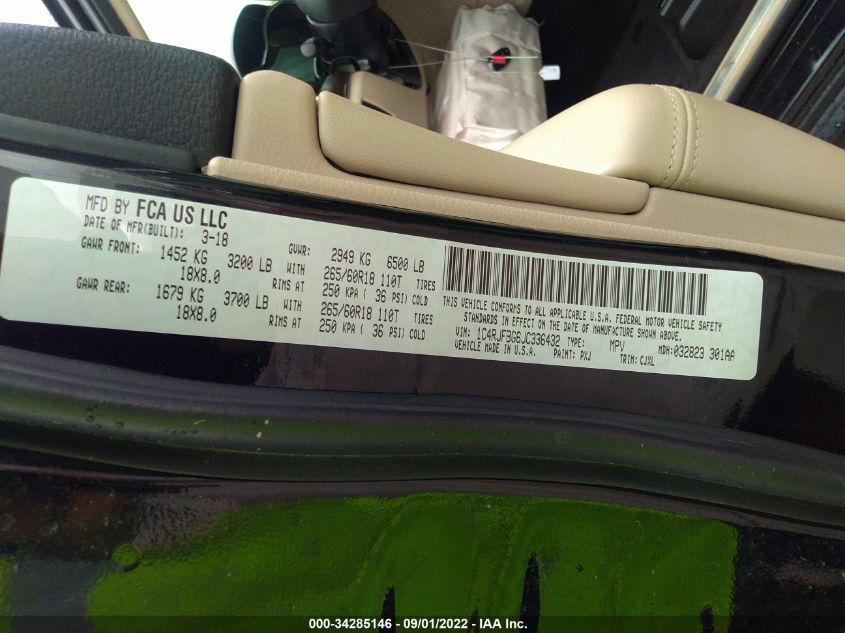 MFD BY FCA US LLC
DATE OF MFR(BUILT): 3-18
GAWR FRONT: 1452 KG 3200 LB WITH
18X8.0 RIMS AT
GAWR REAR: 1679 KG 3700 LB WITH
18X8.0 RIMS AT
GVWR: 2949 KG 6500 LB
265/60R18 110T TIRES
250 KPA ( 36 PSI) COLD
265/60R18 110T TIRES
250 KPA ( 36 PSI) COLD
THIS VEHICLE CONFORMS TO ALL APPLICABLE U.S.A. FEDERAL MOTOR VEHICLE SAFETY
STANDARDS IN EFFECT ON THE DATE OF MANUFACTURE SHOWN ABOVE.
VIN: 1C4RJFBG6JC336432 TYPE: MPV MDH: 032823 301AA
VEHICLE MADE IN U.S.A. PAINT: PXJ TRIM: CJXL
000-34285146 - 09/01/2022 - IAA Inc.